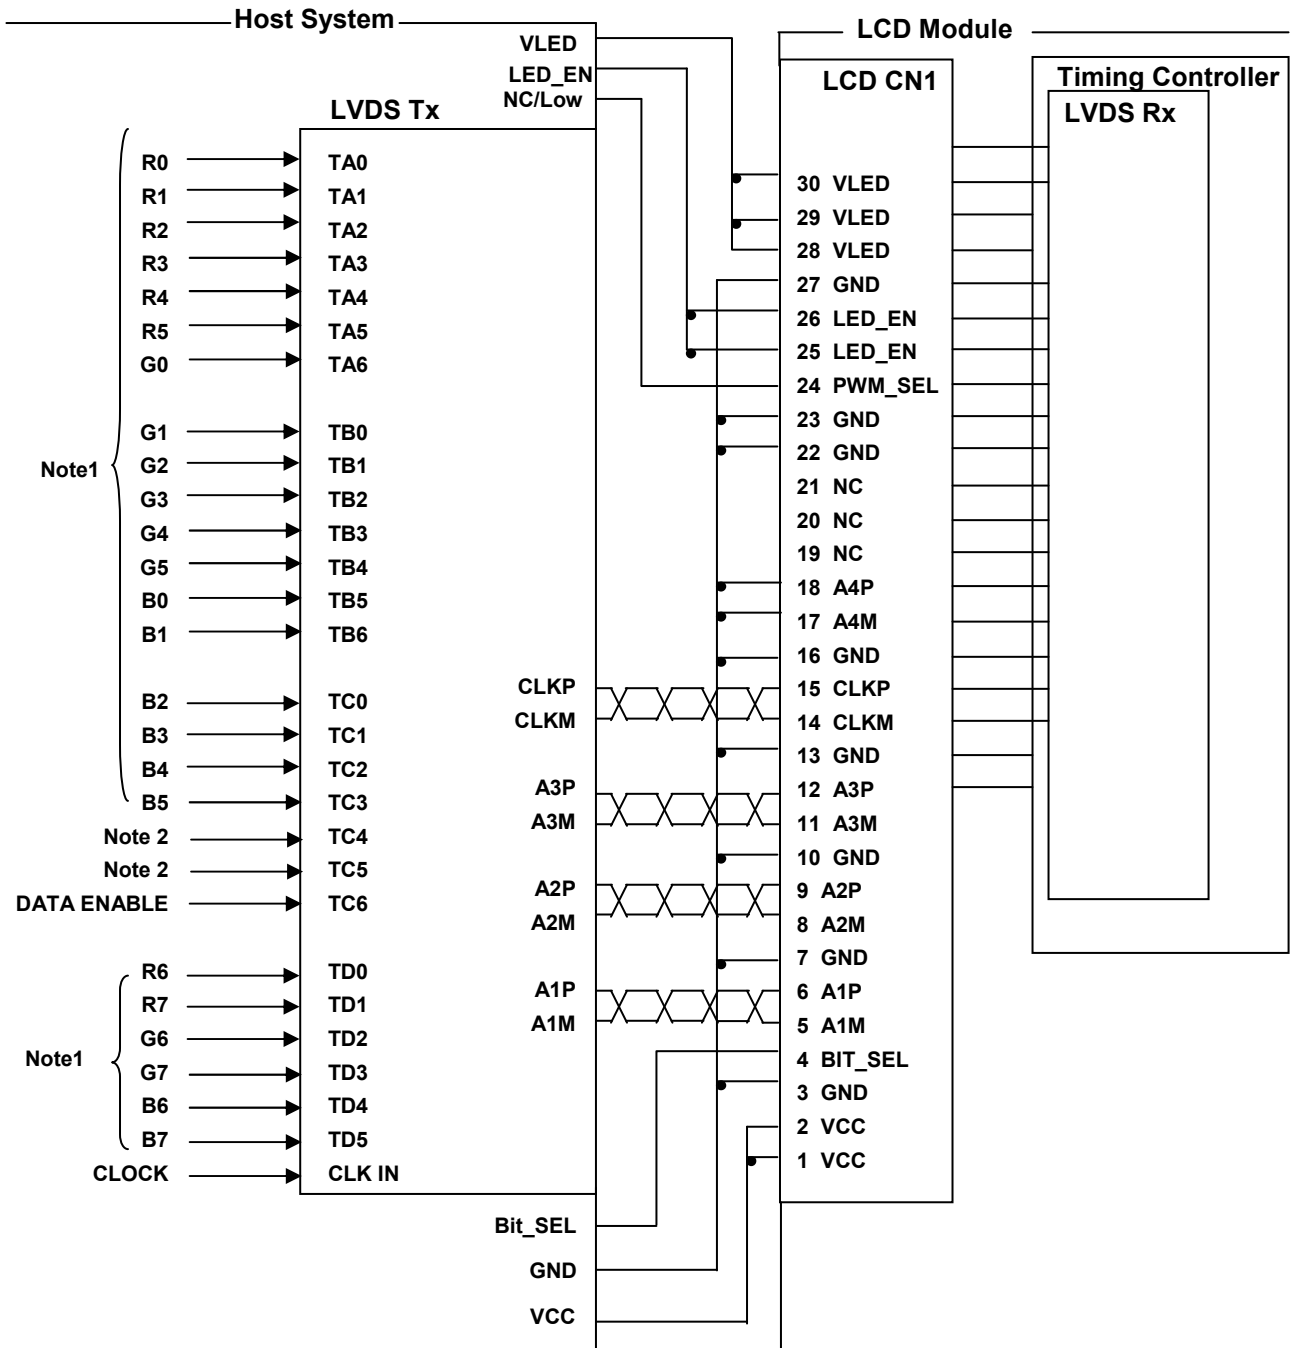 Host System
VLED
LED_EN
NC/Low
LVDS Tx
Note1
R0 TA0
R1 TA1
R2 TA2
R3 TA3
R4 TA4
R5 TA5
G0 TA6
G1 TB0
G2 TB1
G3 TB2
G4 TB3
G5 TB4
B0 TB5
B1 TB6
B2 TC0
B3 TC1
B4 TC2
B5 TC3
Note 2 TC4
Note 2 TC5
DATA ENABLE TC6
Note1
R6 TD0
R7 TD1
G6 TD2
G7 TD3
B6 TD4
B7 TD5
CLOCK CLK IN
CLKP
CLKM
A3P
A3M
A2P
A2M
A1P
A1M
Bit_SEL
GND
VCC
LCD Module
LCD CN1
30 VLED
29 VLED
28 VLED
27 GND
26 LED_EN
25 LED_EN
24 PWM_SEL
23 GND
22 GND
21 NC
20 NC
19 NC
18 A4P
17 A4M
16 GND
15 CLKP
14 CLKM
13 GND
12 A3P
11 A3M
10 GND
9 A2P
8 A2M
7 GND
6 A1P
5 A1M
4 BIT_SEL
3 GND
2 VCC
1 VCC
Timing Controller
LVDS Rx